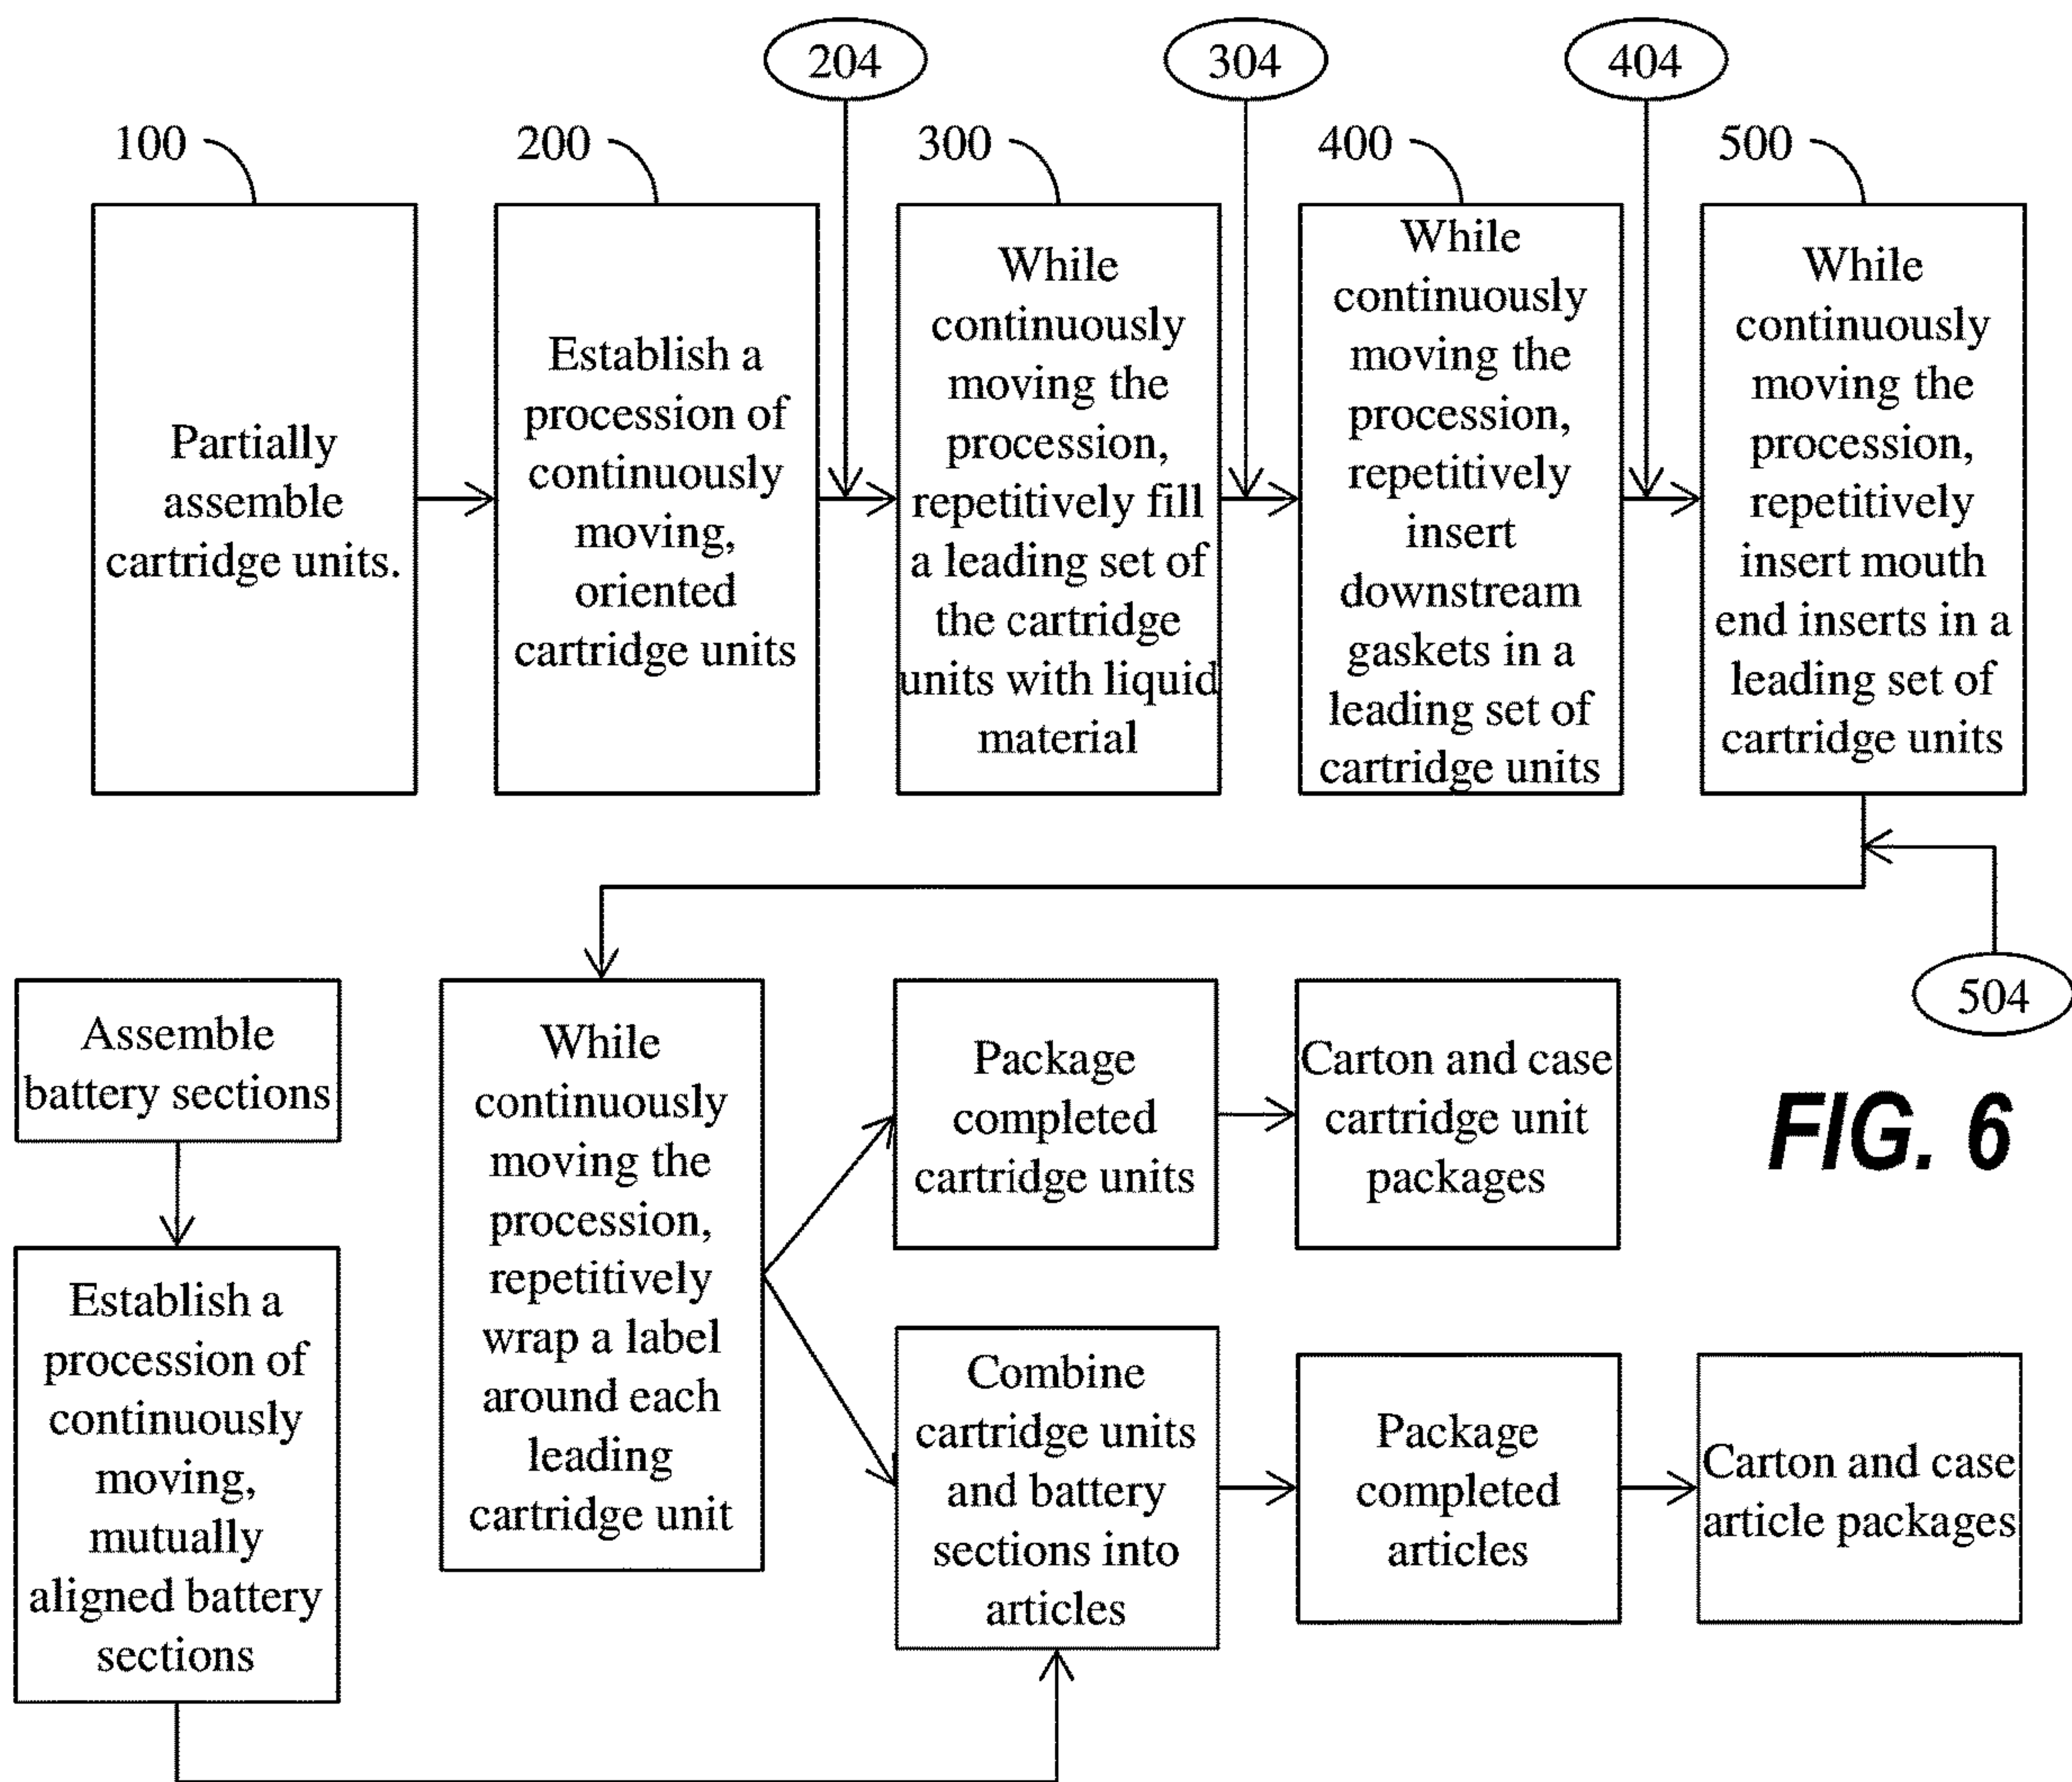 204
304
404
100
200
300
400
500
Partially
assemble
cartridge units.
Establish a
procession of
continuously
moving,
oriented
cartridge units
While
continuously
moving the
procession,
repetitively fill
a leading set of
the cartridge
units with liquid
material
While
continuously
moving the
procession,
repetitively
insert
downstream
gaskets in a
leading set of
cartridge units
While
continuously
moving the
procession,
repetitively
insert mouth
end inserts in a
leading set of
cartridge units
504
Assemble
battery sections
Establish a
procession of
continuously
moving,
mutually
aligned battery
sections
While
continuously
moving the
procession,
repetitively
wrap a label
around each
leading
cartridge unit
Package
completed
cartridge units
Carton and case
cartridge unit
packages
FIG. 6
Combine
cartridge units
and battery
sections into
articles
Package
completed
articles
Carton and case
article packages